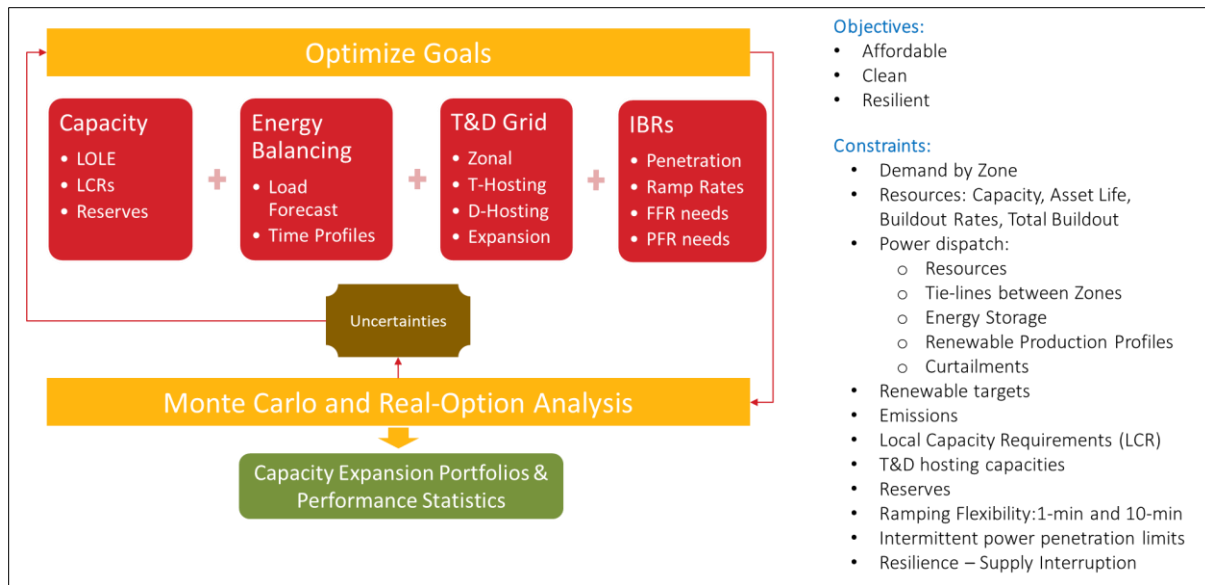 Optimize Goals
Capacity
• LOLE
• LCRs
• Reserves
Energy
Balancing
• Load
Forecast
• Time Profiles
T&D Grid
• Zonal
• T-Hosting
• D-Hosting
• Expansion
IBRs
• Penetration
• Ramp Rates
• FFR needs
• PFR needs
Uncertainties
Monte Carlo and Real-Option Analysis
Capacity Expansion Portfolios &
Performance Statistics
Objectives:
• Affordable
• Clean
• Resilient
Constraints:
• Demand by Zone
• Resources: Capacity, Asset Life,
Buildout Rates, Total Buildout
• Power dispatch:
o Resources
o Tie-lines between Zones
o Energy Storage
o Renewable Production Profiles
o Curtailments
• Renewable targets
• Emissions
• Local Capacity Requirements (LCR)
• T&D hosting capacities
• Reserves
• Ramping Flexibility:1-min and 10-min
• Intermittent power penetration limits
• Resilience – Supply Interruption